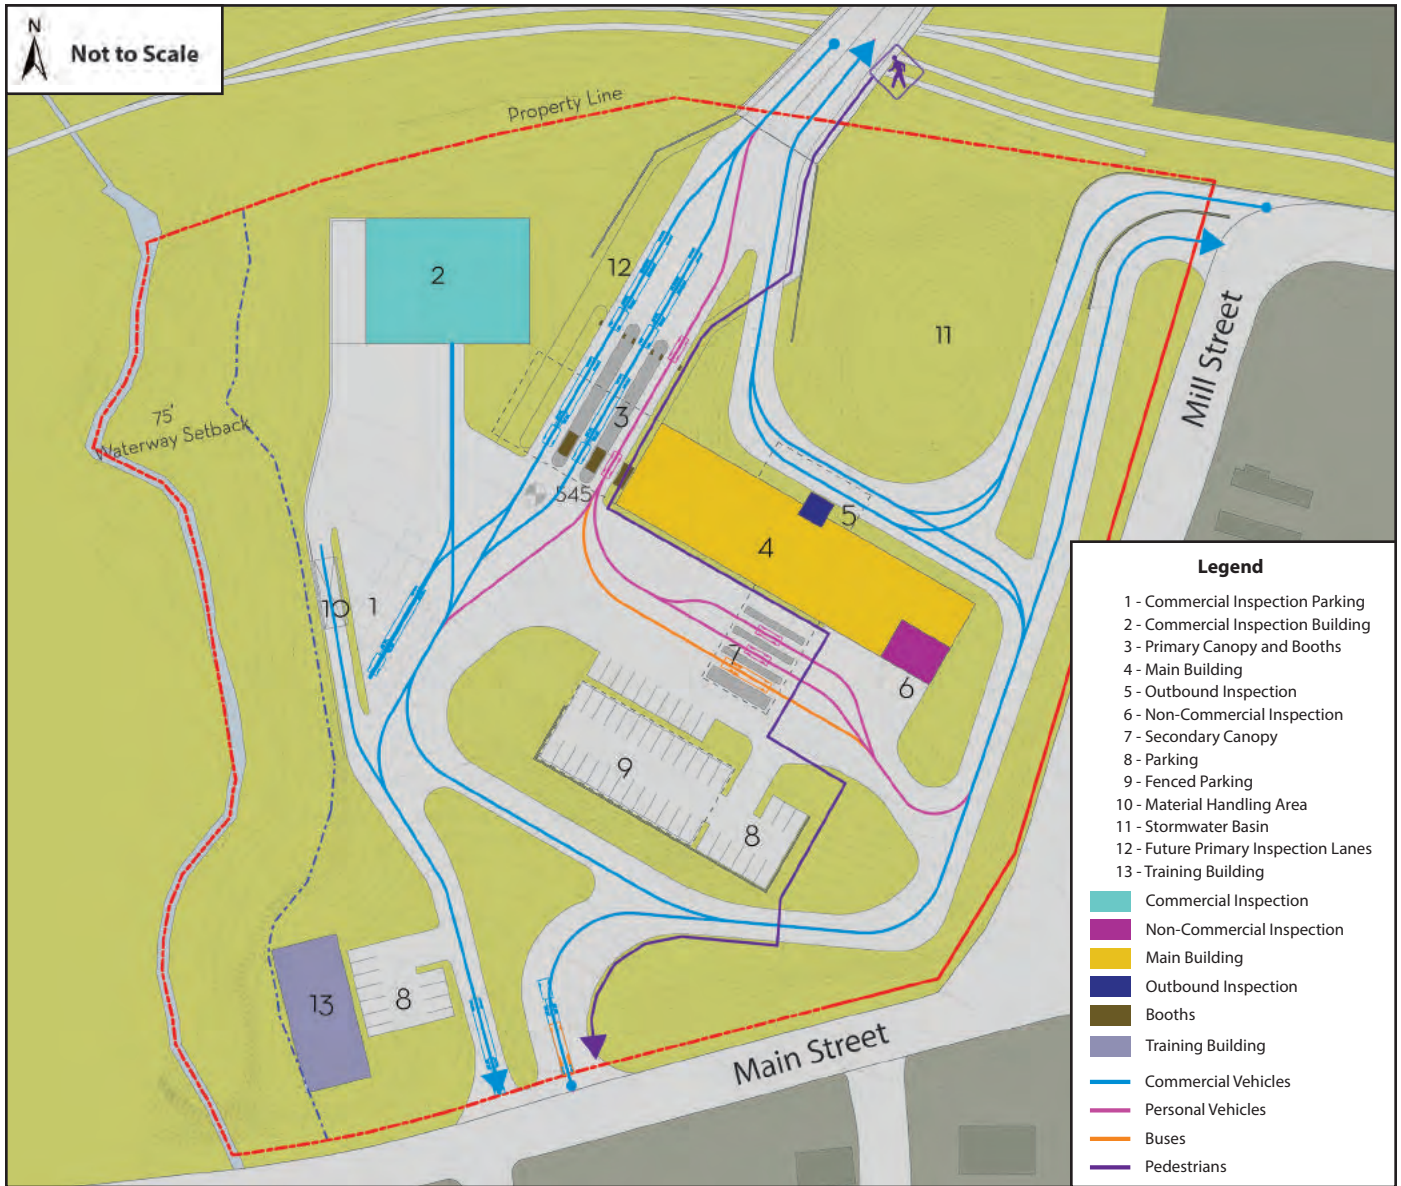 N
Not to Scale
Property Line
12
2
11
Mill Street
75'
Waterway Setback
3
545
5
4
10
1
7
6
9
8
13
8
Main Street
Legend
1 - Commercial Inspection Parking
2 - Commercial Inspection Building
3 - Primary Canopy and Booths
4 - Main Building
5 - Outbound Inspection
6 - Non-Commercial Inspection
7 - Secondary Canopy
8 - Parking
9 - Fenced Parking
10 - Material Handling Area
11 - Stormwater Basin
12 - Future Primary Inspection Lanes
13 - Training Building
Commercial Inspection
Non-Commercial Inspection
Main Building
Outbound Inspection
Booths
Training Building
Commercial Vehicles
Personal Vehicles
Buses
Pedestrians